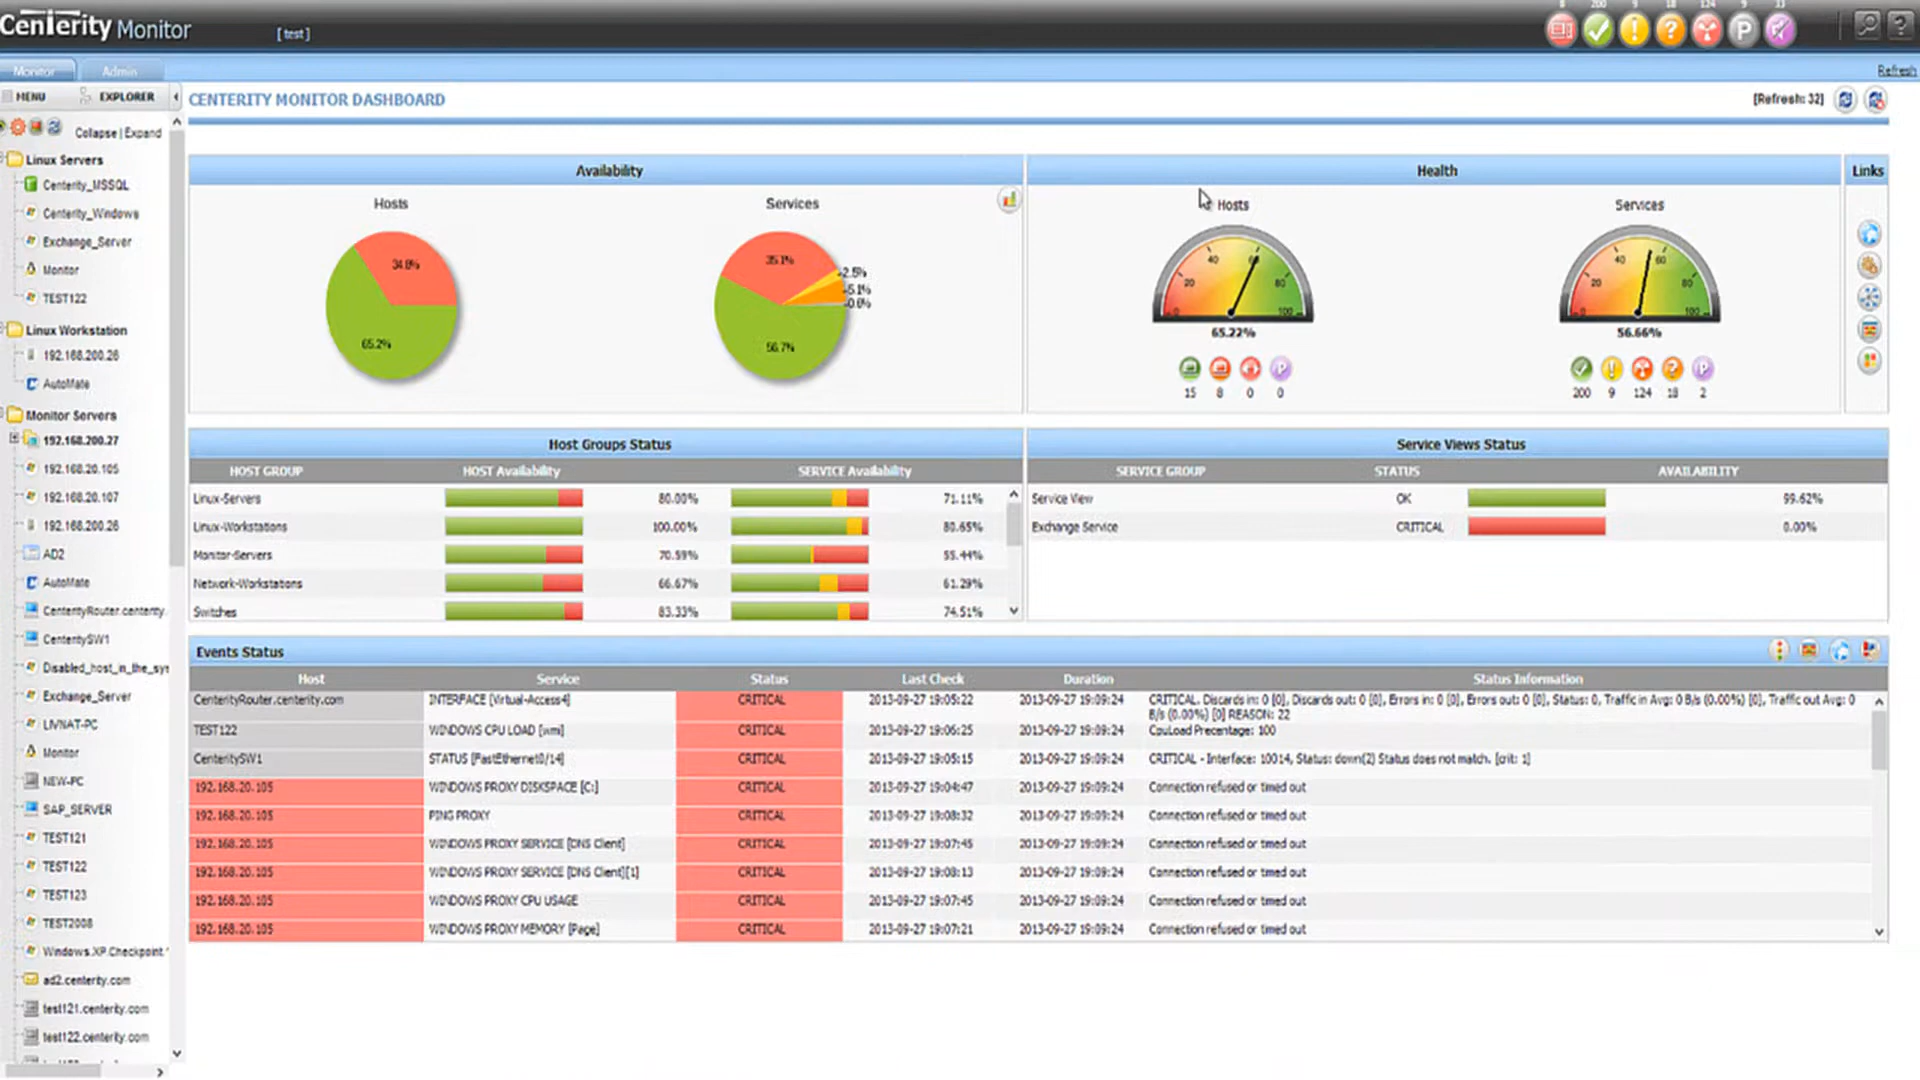 8 200 9 18 124 9 33
Centerity Monitor [ test ]
Monitor Admin Refresh
MENU EXPLORER
CENTERITY MONITOR DASHBOARD [Refresh: 32]
Collapse | Expand
Linux Servers
Centerity_MSSQL
Centerity_Windows
Exchange_Server
Monitor
TEST122
Linux Workstation
192.168.200.26
AutoMate
Monitor Servers
192.168.200.27
192.168.20.105
192.168.20.107
192.168.200.26
AD2
AutoMate
CenterityRouter.centerity
CenteritySW1
Disabled_host_in_the_sys
Exchange_Server
LIVNAT-PC
Monitor
NEW-PC
SAP_SERVER
TEST121
TEST122
TEST123
TEST2008
Windows.XP.Checkpoint.
ad2.centerity.com
test121.centerity.com
test122.centerity.com
Availability
Hosts Services
34.8%
65.2%
35.1%
2.5%
5.1%
0.6%
56.7%
Health
Hosts Services
0 20 40 60 80 100
0 20 40 60 80 100
65.22% 56.66%
15 8 0 0
200 9 124 18 2
Links
Host Groups Status
HOST GROUP HOST Availability SERVICE Availability
Linux-Servers 80.00% 71.11%
Linux-Workstations 100.00% 80.65%
Monitor-Servers 70.59% 55.44%
Network-Workstations 66.67% 61.29%
Switches 83.33% 74.51%
Service Views Status
SERVICE GROUP STATUS AVAILABILITY
Service View OK 99.62%
Exchange Service CRITICAL 0.00%
Events Status
Host Service Status Last Check Duration Status Information
CenterityRouter.centerity.com INTERFACE [Virtual-Access4] CRITICAL 2013-09-27 19:05:22 2013-09-27 19:09:24 CRITICAL. Discards in: 0 [0], Discards out: 0 [0], Errors in: 0 [0], Errors out: 0 [0], Status: 0, Traffic in Avg: 0 B/s (0.00%) [0], Traffic out Avg: 0
B/s (0.00%) [0] REASON: 22
TEST122 WINDOWS CPU LOAD [wmi] CRITICAL 2013-09-27 19:06:25 2013-09-27 19:09:24 CpuLoad Precentage: 100
CenteritySW1 STATUS [FastEthernet0/14] CRITICAL 2013-09-27 19:05:15 2013-09-27 19:09:24 CRITICAL - Interface: 10014, Status: down(2) Status does not match. [crit: 1]
192.168.20.105 WINDOWS PROXY DISKSPACE [C:] CRITICAL 2013-09-27 19:04:47 2013-09-27 19:09:24 Connection refused or timed out
192.168.20.105 PING PROXY CRITICAL 2013-09-27 19:08:32 2013-09-27 19:09:24 Connection refused or timed out
192.168.20.105 WINDOWS PROXY SERVICE [DNS Client] CRITICAL 2013-09-27 19:07:45 2013-09-27 19:09:24 Connection refused or timed out
192.168.20.105 WINDOWS PROXY SERVICE [DNS Client][1] CRITICAL 2013-09-27 19:08:13 2013-09-27 19:09:24 Connection refused or timed out
192.168.20.105 WINDOWS PROXY CPU USAGE CRITICAL 2013-09-27 19:07:45 2013-09-27 19:09:24 Connection refused or timed out
192.168.20.105 WINDOWS PROXY MEMORY [Page] CRITICAL 2013-09-27 19:07:21 2013-09-27 19:09:24 Connection refused or timed out